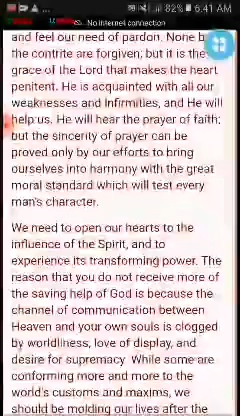 82% 6:41 AM
No Internet connection
and feel our need of pardon. None b
the contrite are forgiven; but it is the
grace of the Lord that makes the heart
penitent. He is acquainted with all our
weaknesses and infirmities, and He will
help us. He will hear the prayer of faith;
but the sincerity of prayer can be
proved only by our efforts to bring
ourselves into harmony with the great
moral standard which will test every
man's character.
We need to open our hearts to the
influence of the Spirit, and to
experience its transforming power. The
reason that you do not receive more of
the saving help of God is because the
channel of communication between
Heaven and your own souls is clogged
by worldliness, love of display, and
desire for supremacy. While some are
conforming more and more to the
world's customs and maxims, we
should be molding our lives after the